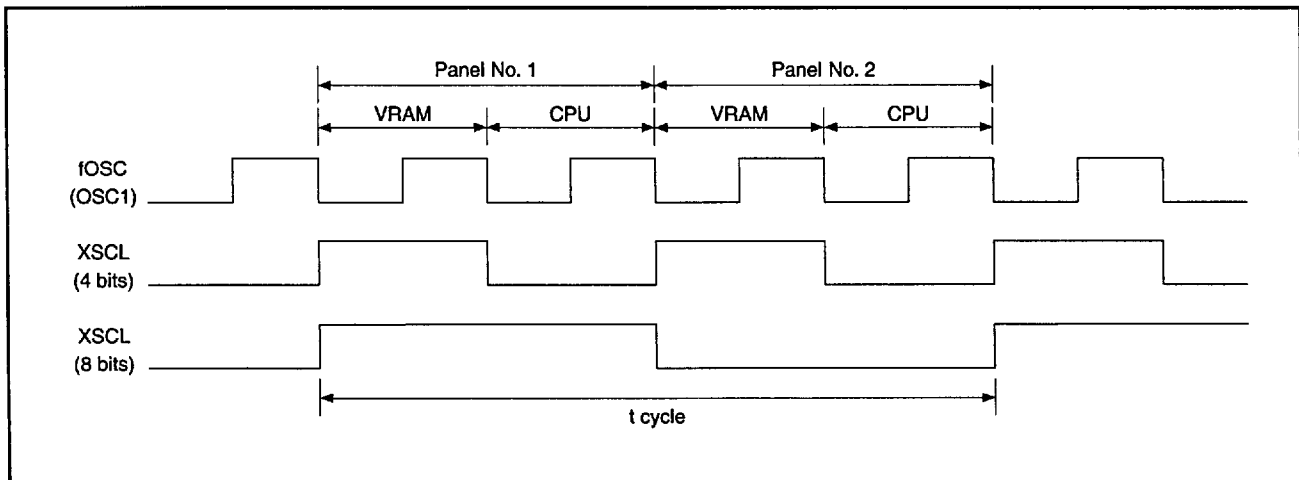 Panel No. 1 Panel No. 2
VRAM CPU VRAM CPU
fOSC
(OSC1)
XSCL
(4 bits)
XSCL
(8 bits)
t cycle